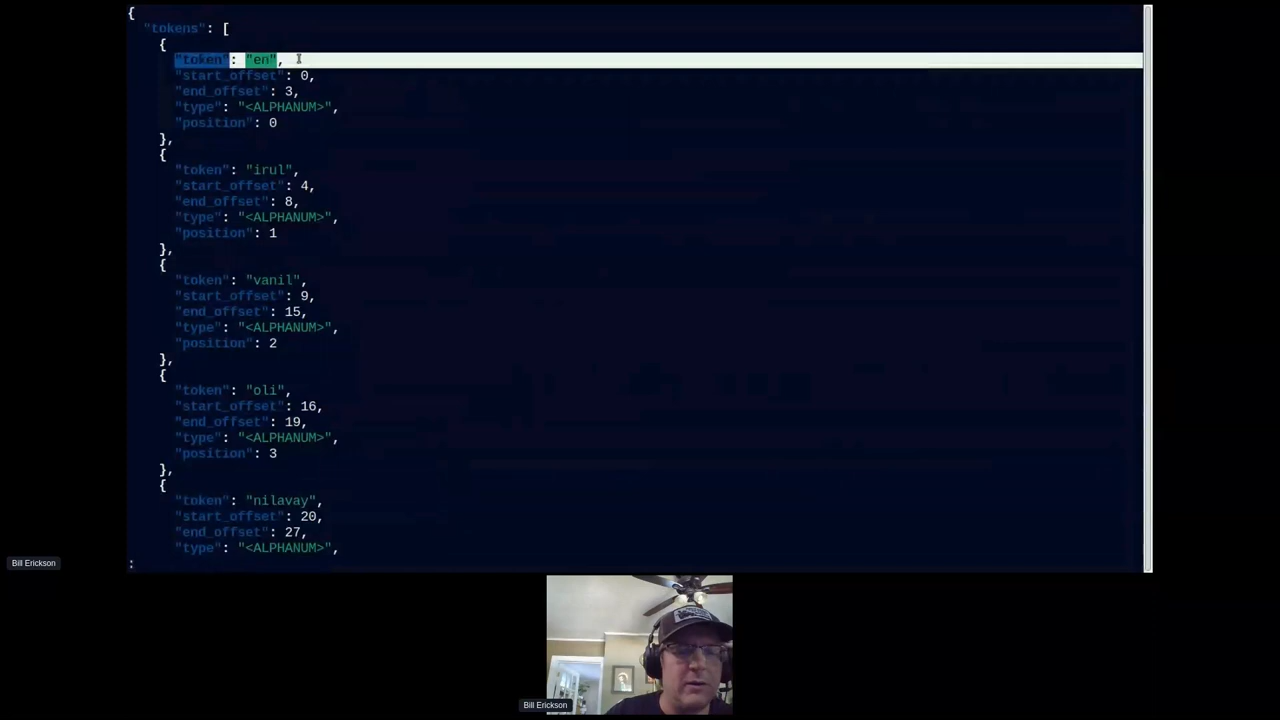 {
"tokens": [
{
"token": "en",
"start_offset": 0,
"end_offset": 3,
"type": "<ALPHANUM>",
"position": 0
},
{
"token": "irul",
"start_offset": 4,
"end_offset": 8,
"type": "<ALPHANUM>",
"position": 1
},
{
"token": "vanil",
"start_offset": 9,
"end_offset": 15,
"type": "<ALPHANUM>",
"position": 2
},
{
"token": "oli",
"start_offset": 16,
"end_offset": 19,
"type": "<ALPHANUM>",
"position": 3
},
{
"token": "nilavay",
"start_offset": 20,
"end_offset": 27,
"type": "<ALPHANUM>",
:
Bill Erickson
Bill Erickson